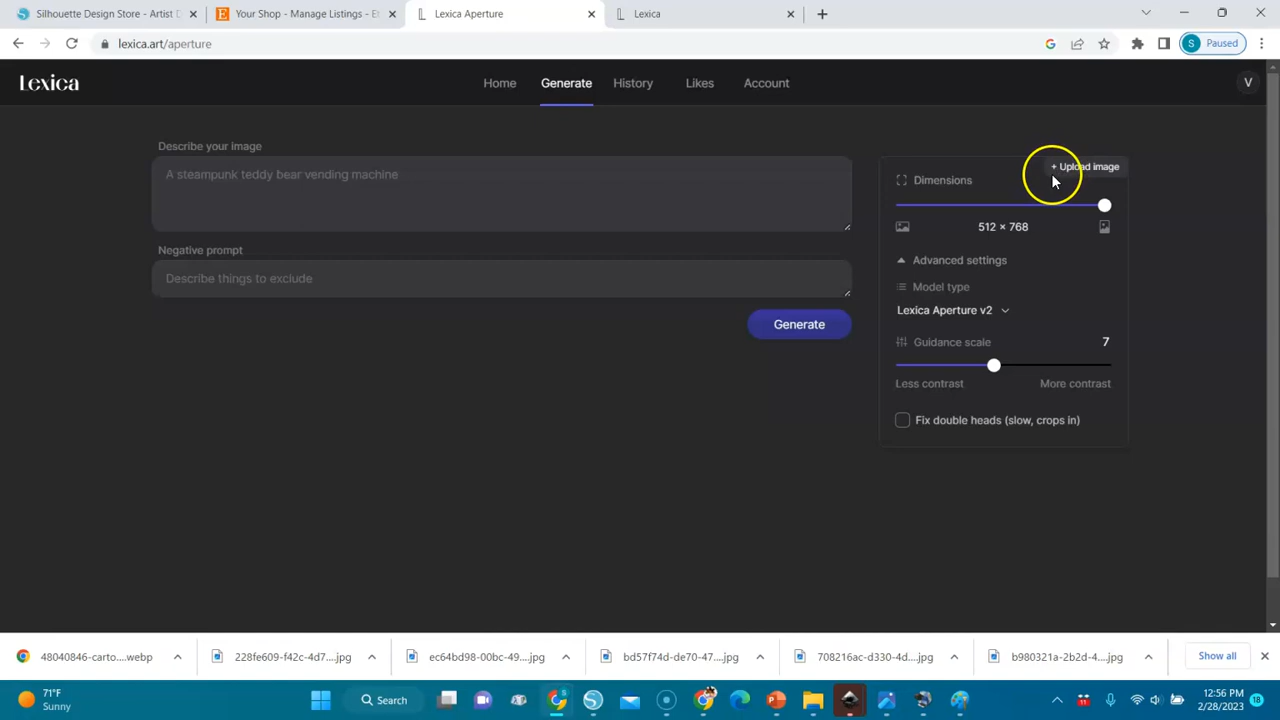 Silhouette Design Store - Artist D
Your Shop - Manage Listings - Et
Lexica Aperture
Lexica
lexica.art/aperture
S Paused
Lexica
Home
Generate
History
Likes
Account
V
Describe your image
+ Upload image
A steampunk teddy bear vending machine
Dimensions
512 × 768
Negative prompt
Advanced settings
Describe things to exclude
Model type
Lexica Aperture v2
Generate
Guidance scale 7
Less contrast More contrast
Fix double heads (slow, crops in)
48040846-carto....webp
228fe609-f42c-4d7....jpg
ec64bd98-00bc-49....jpg
bd57f74d-de70-47....jpg
708216ac-d330-4d....jpg
b980321a-2b2d-4....jpg
Show all
71°F
Sunny
Search
11
12:56 PM
2/28/2023
18